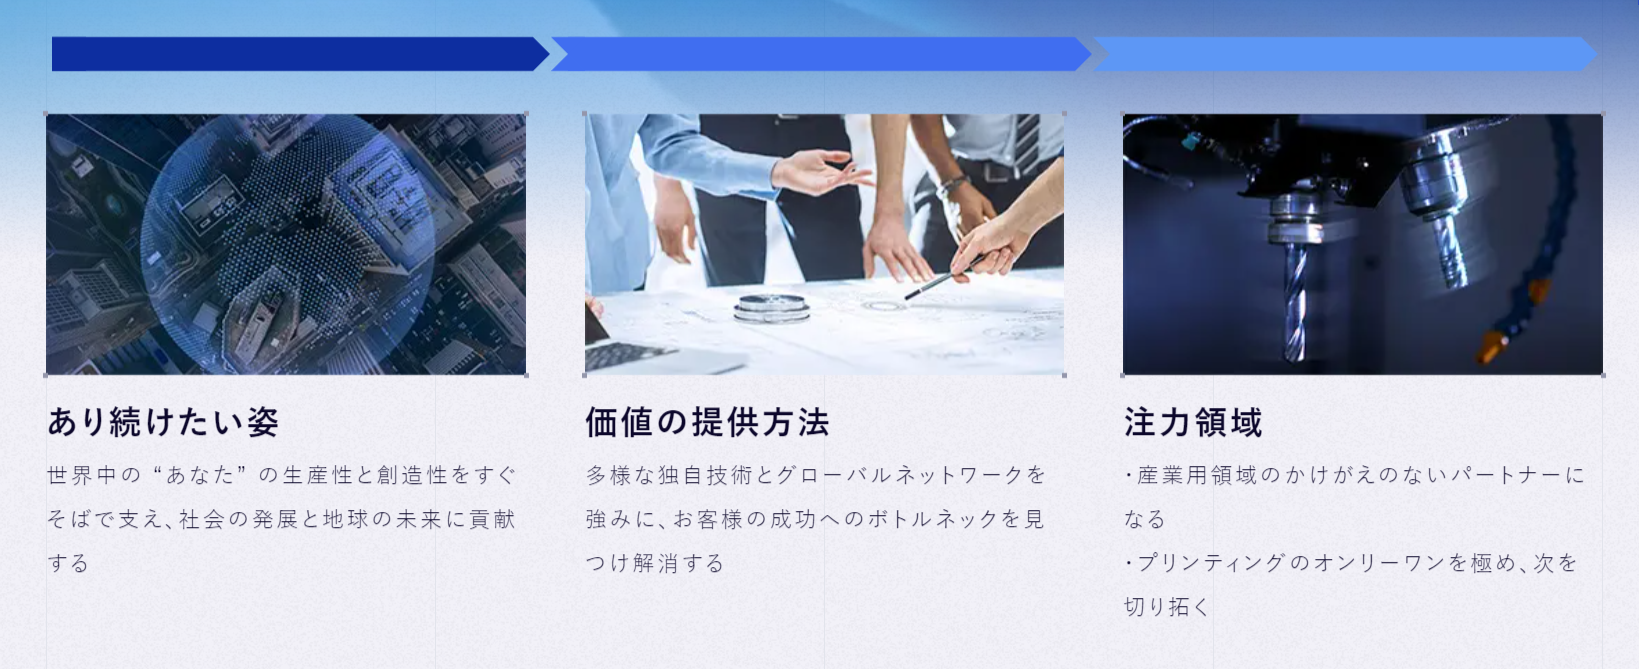 あり続けたい姿
世界中の“あなた”の生産性と創造性をすぐ
そばで支え、社会の発展と地球の未来に貢献
する
価値の提供方法
多様な独自技術とグローバルネットワークを
強みに、お客様の成功へのボトルネックを見
つけ解消する
注力領域
・産業用領域のかけがえのないパートナーに
なる
・プリンティングのオンリーワンを極め、次を
切り拓く